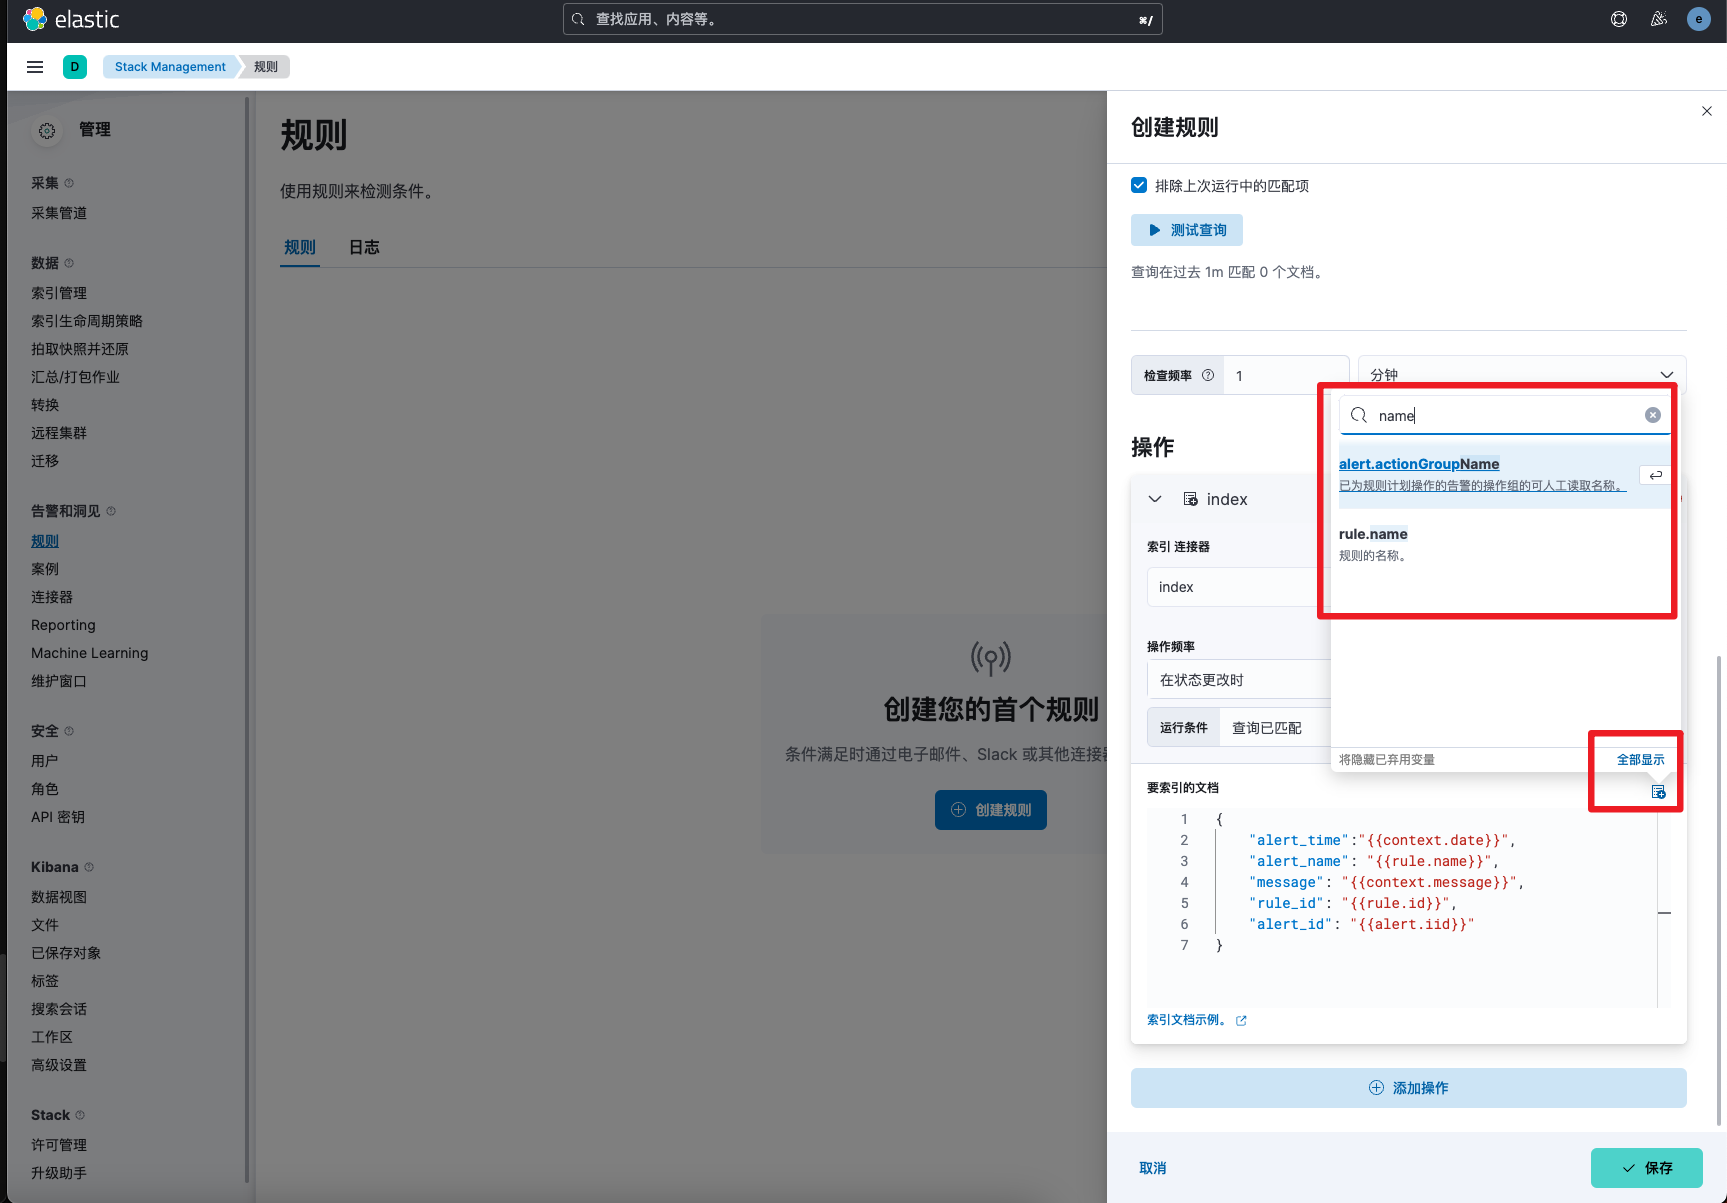 elastic
查找应用、内容等。
⌘/
e
D
Stack Management
规则
管理
采集
采集管道
数据
索引管理
索引生命周期策略
拍取快照并还原
汇总/打包作业
转换
远程集群
迁移
告警和洞见
规则
案例
连接器
Reporting
Machine Learning
维护窗口
安全
用户
角色
API 密钥
Kibana
数据视图
文件
已保存对象
标签
搜索会话
工作区
高级设置
Stack
许可管理
升级助手
规则
使用规则来检测条件。
规则
日志
创建您的首个规则
条件满足时通过电子邮件、Slack 或其他连接器
创建规则
创建规则
排除上次运行中的匹配项
测试查询
查询在过去 1m 匹配 0 个文档。
检查频率
1
分钟
操作
index
索引 连接器
index
操作频率
在状态更改时
运行条件
查询已匹配
name
alert.actionGroupName
已为规则计划操作的告警的操作组的可人工读取名称。
rule.name
规则的名称。
将隐藏已弃用变量
全部显示
要索引的文档
1 {
2 "alert_time":"{{context.date}}",
3 "alert_name": "{{rule.name}}",
4 "message": "{{context.message}}",
5 "rule_id": "{{rule.id}}",
6 "alert_id": "{{alert.iid}}"
7 }
索引文档示例。
添加操作
取消
保存